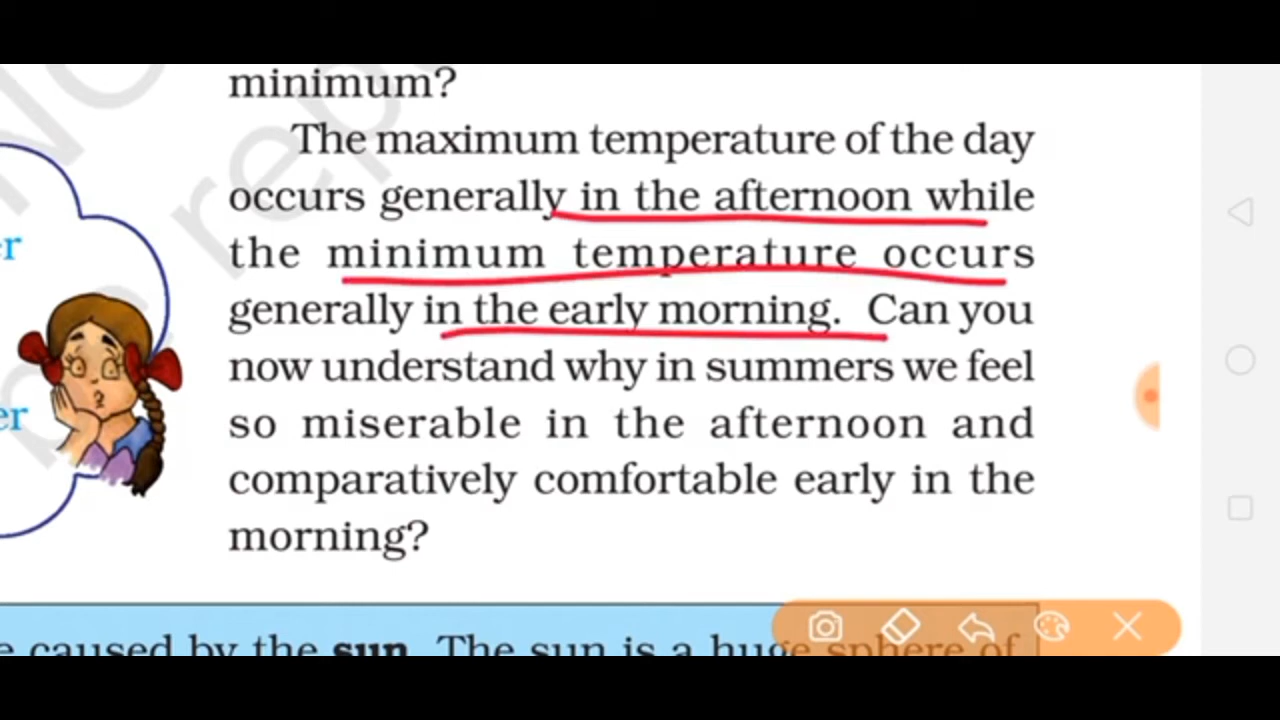 minimum?
The maximum temperature of the day
occurs generally in the afternoon while
the minimum temperature occurs
generally in the early morning. Can you
now understand why in summers we feel
so miserable in the afternoon and
comparatively comfortable early in the
morning?
er
er
e caused by the sun. The sun is a huge sphere of